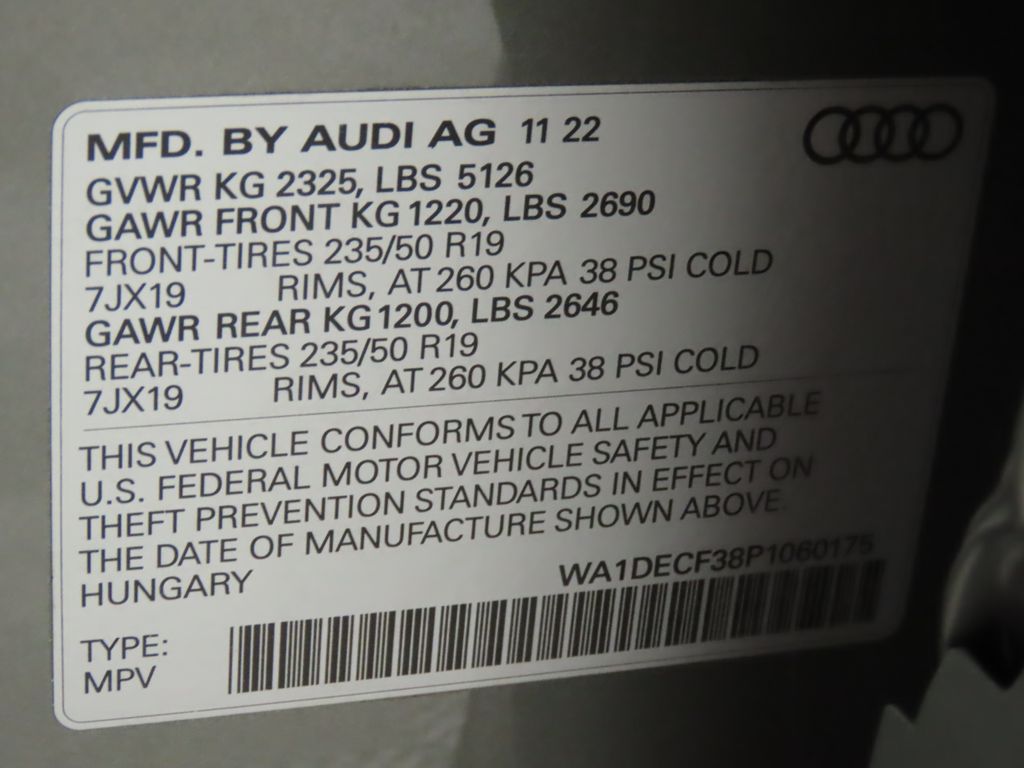 MFD. BY AUDI AG 11 22
GVWR KG 2325, LBS 5126
GAWR FRONT KG 1220, LBS 2690
FRONT-TIRES 235/50 R19
7JX19 RIMS, AT 260 KPA 38 PSI COLD
GAWR REAR KG 1200, LBS 2646
REAR-TIRES 235/50 R19
7JX19 RIMS, AT 260 KPA 38 PSI COLD
THIS VEHICLE CONFORMS TO ALL APPLICABLE
U.S. FEDERAL MOTOR VEHICLE SAFETY AND
THEFT PREVENTION STANDARDS IN EFFECT ON
THE DATE OF MANUFACTURE SHOWN ABOVE.
HUNGARY WA1DECF38P1060175
TYPE:
MPV